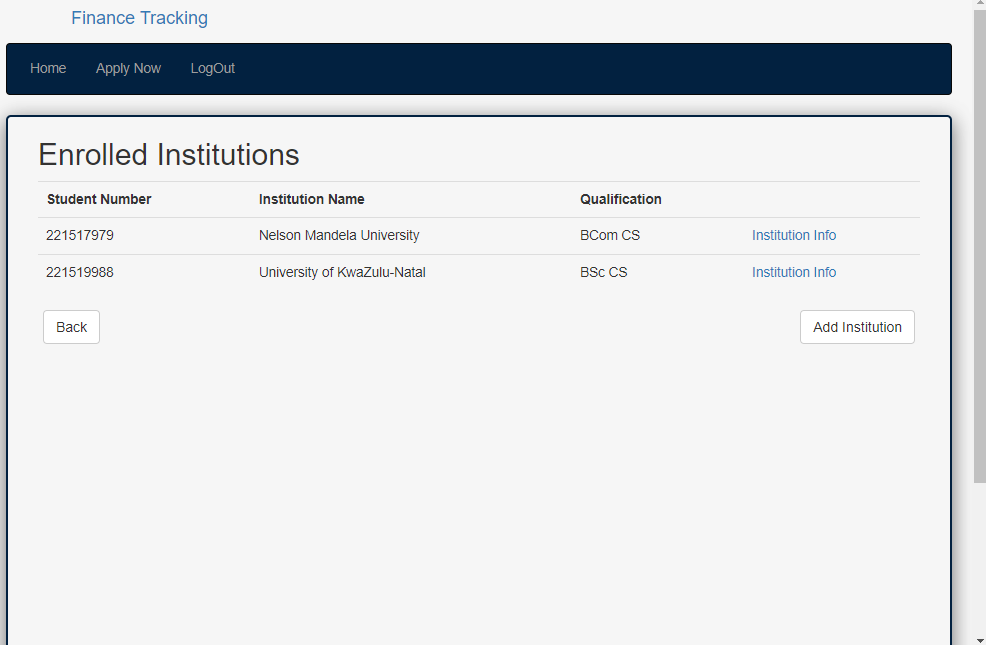 Finance Tracking
Home Apply Now LogOut
Enrolled Institutions
Student Number Institution Name Qualification
221517979 Nelson Mandela University BCom CS Institution Info
221519988 University of KwaZulu-Natal BSc CS Institution Info
Back Add Institution